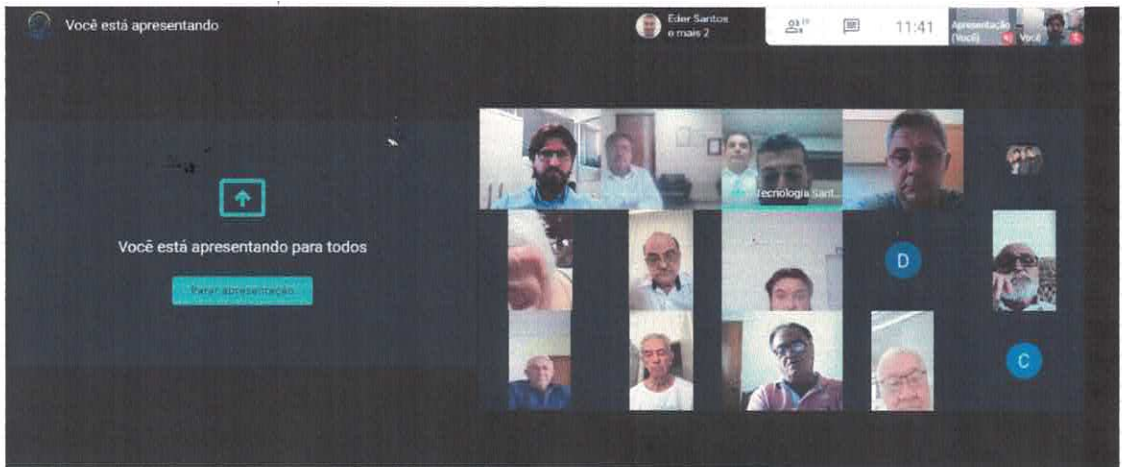 Você está apresentando
Eder Santos
e mais 2
11:41
Apresentação
(Você)
Você
Tecnologia Sant...
Você está apresentando para todos
Parar apresentação
D
C